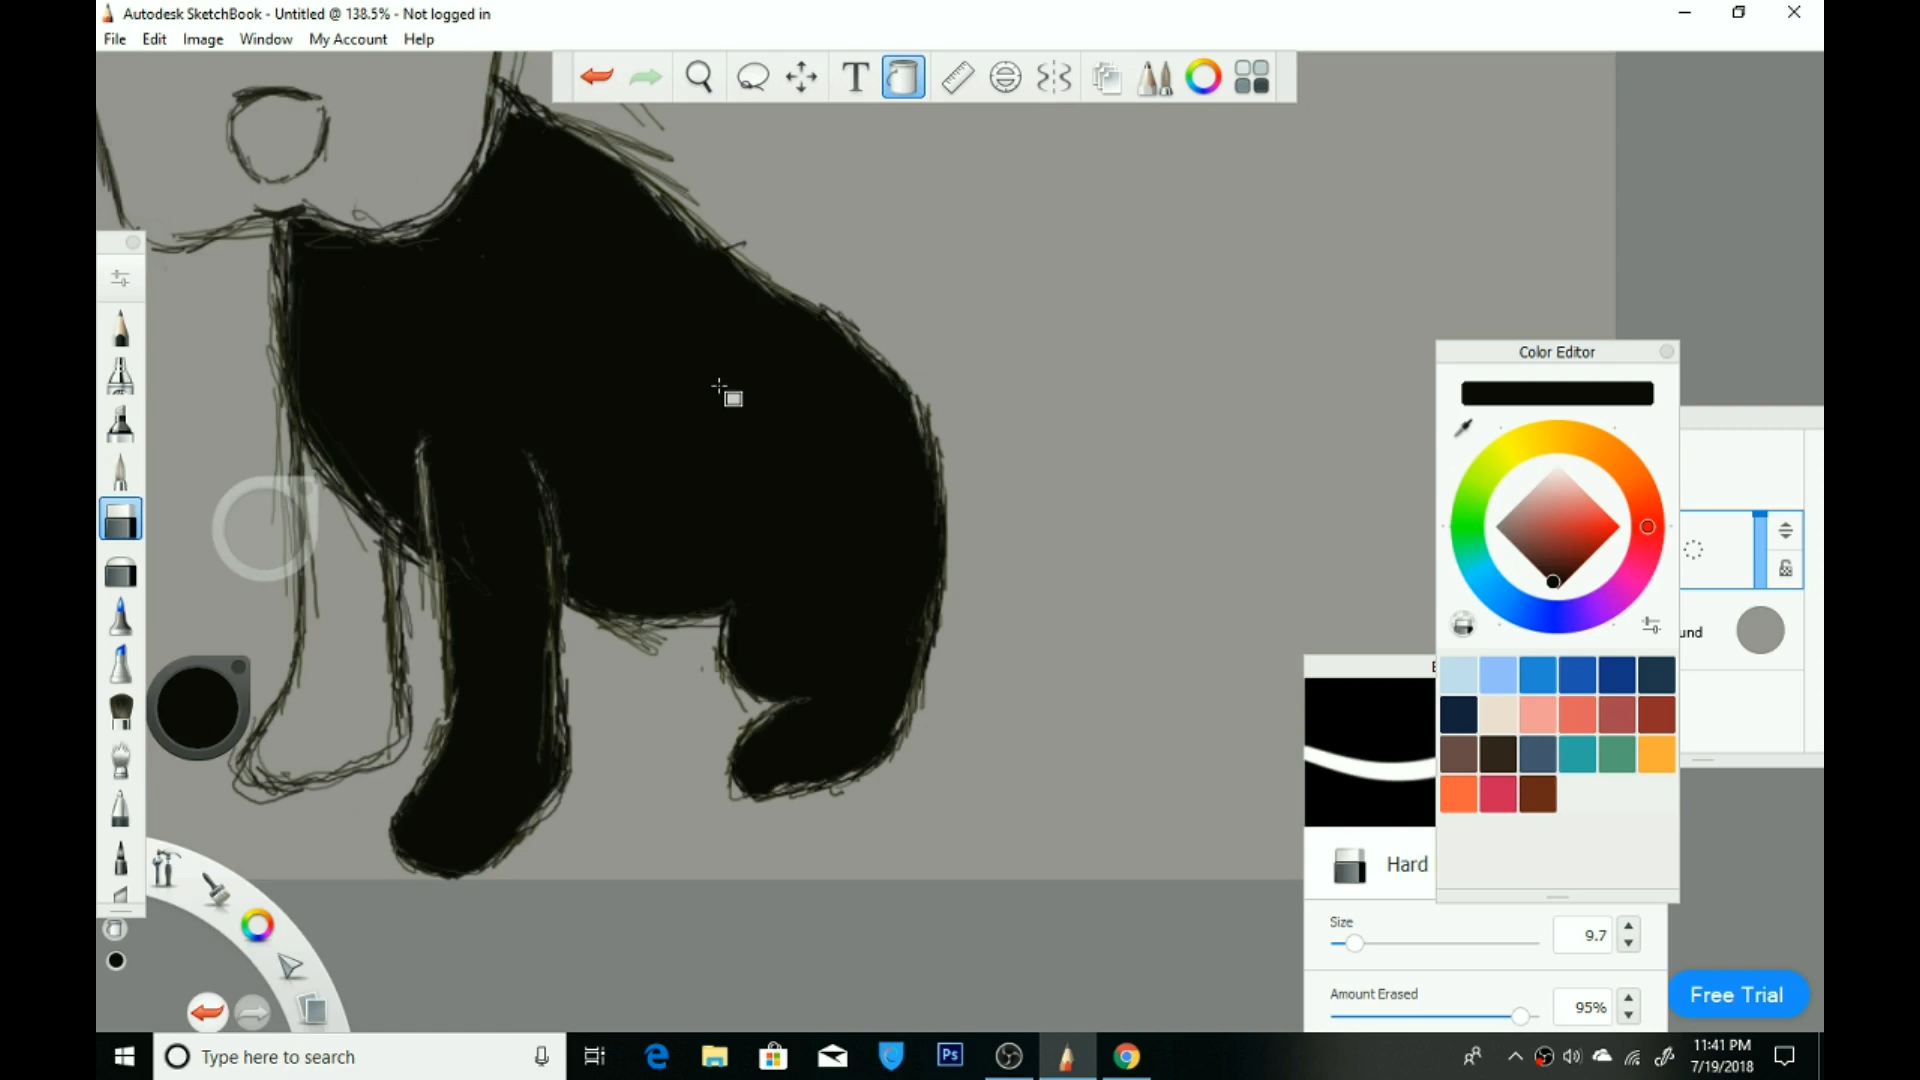 Autodesk SketchBook - Untitled @ 138.5% - Not logged in
File Edit Image Window My Account Help
T
Color Editor
und
Hard
Size
9.7
Amount Erased
95%
Free Trial
Type here to search
Ps
11:41 PM
7/19/2018